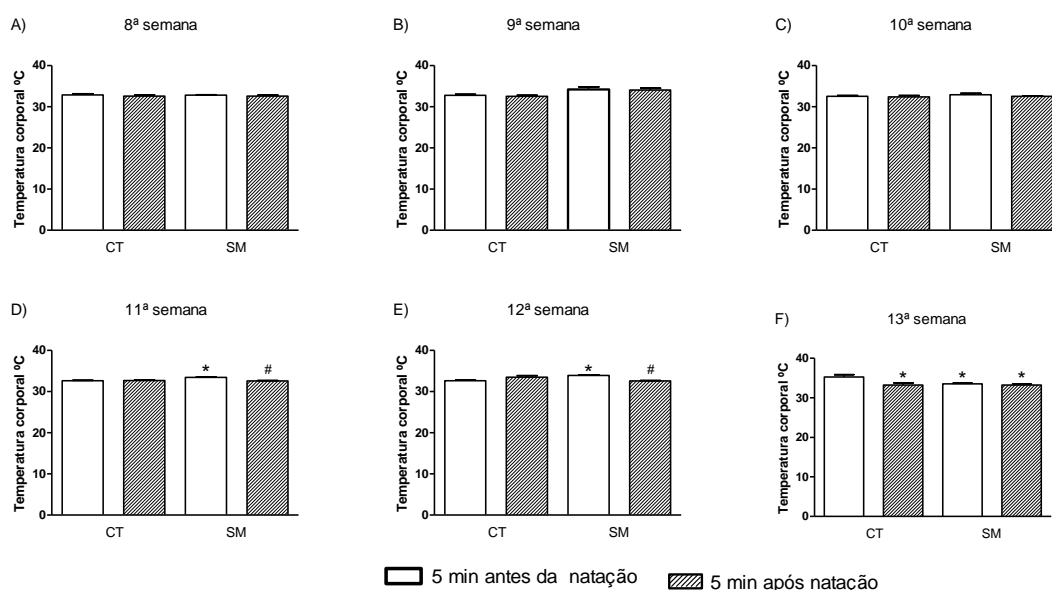 A) 8ª semana
Temperatura corporal ºC
40
30
20
10
0
CT SM
B) 9ª semana
Temperatura corporal ºC
40
30
20
10
0
CT SM
C) 10ª semana
Temperatura corporal ºC
40
30
20
10
0
CT SM
D) 11ª semana
Temperatura corporal ºC
40
30
20
10
0
* #
CT SM
E) 12ª semana
Temperatura corporal ºC
40
30
20
10
0
* #
CT SM
F) 13ª semana
Temperatura corporal ºC
40
30
20
10
0
* * *
CT SM
5 min antes da natação 5 min após natação